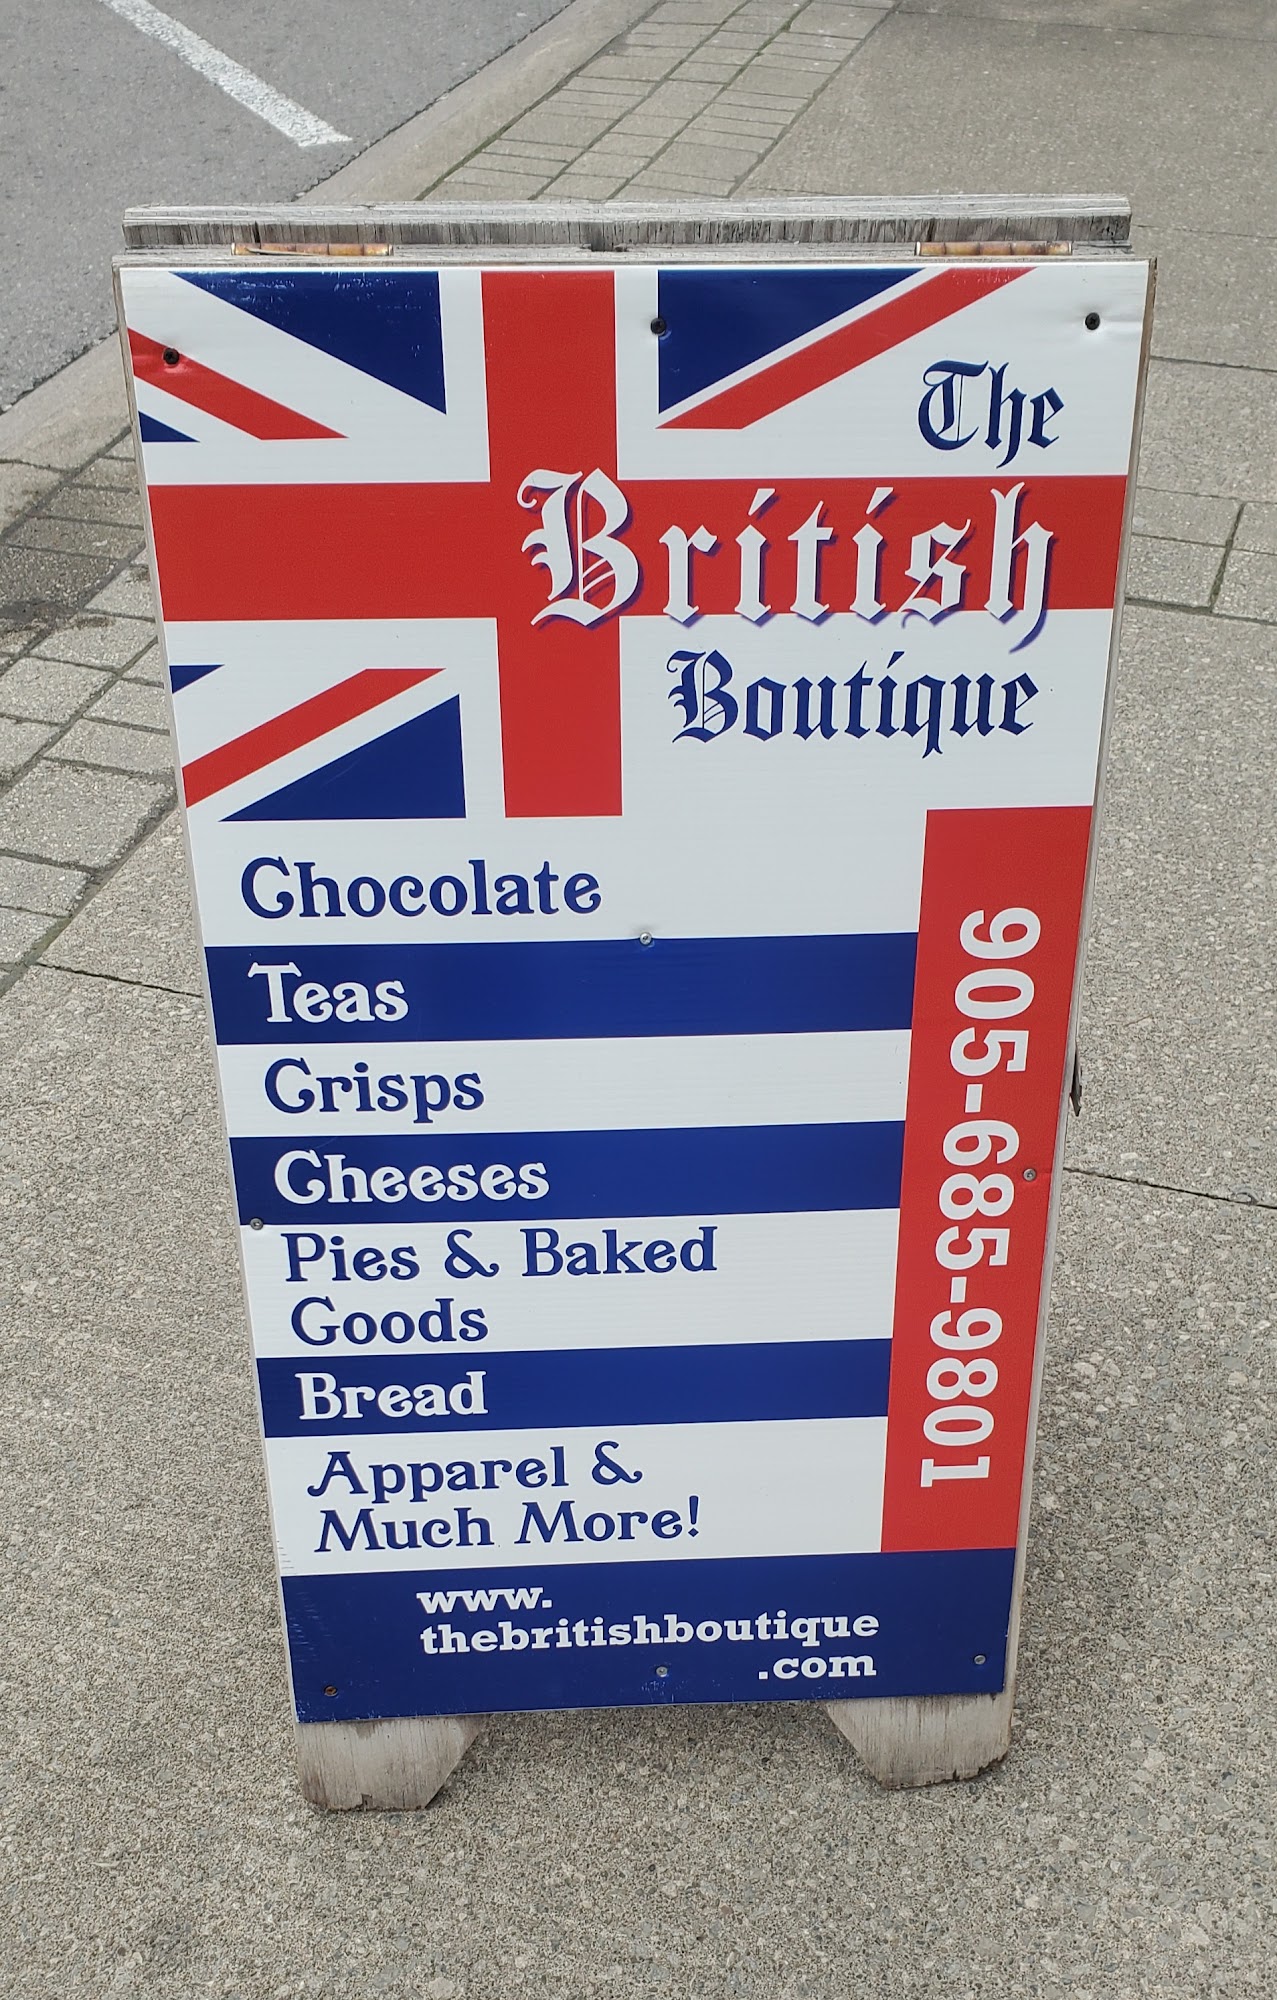 The
British
Boutique
Chocolate
Teas
Crisps
Cheeses
Pies & Baked
Goods
Bread
Apparel &
Much More!
905-685-9801
www.
thebritishboutique
.com